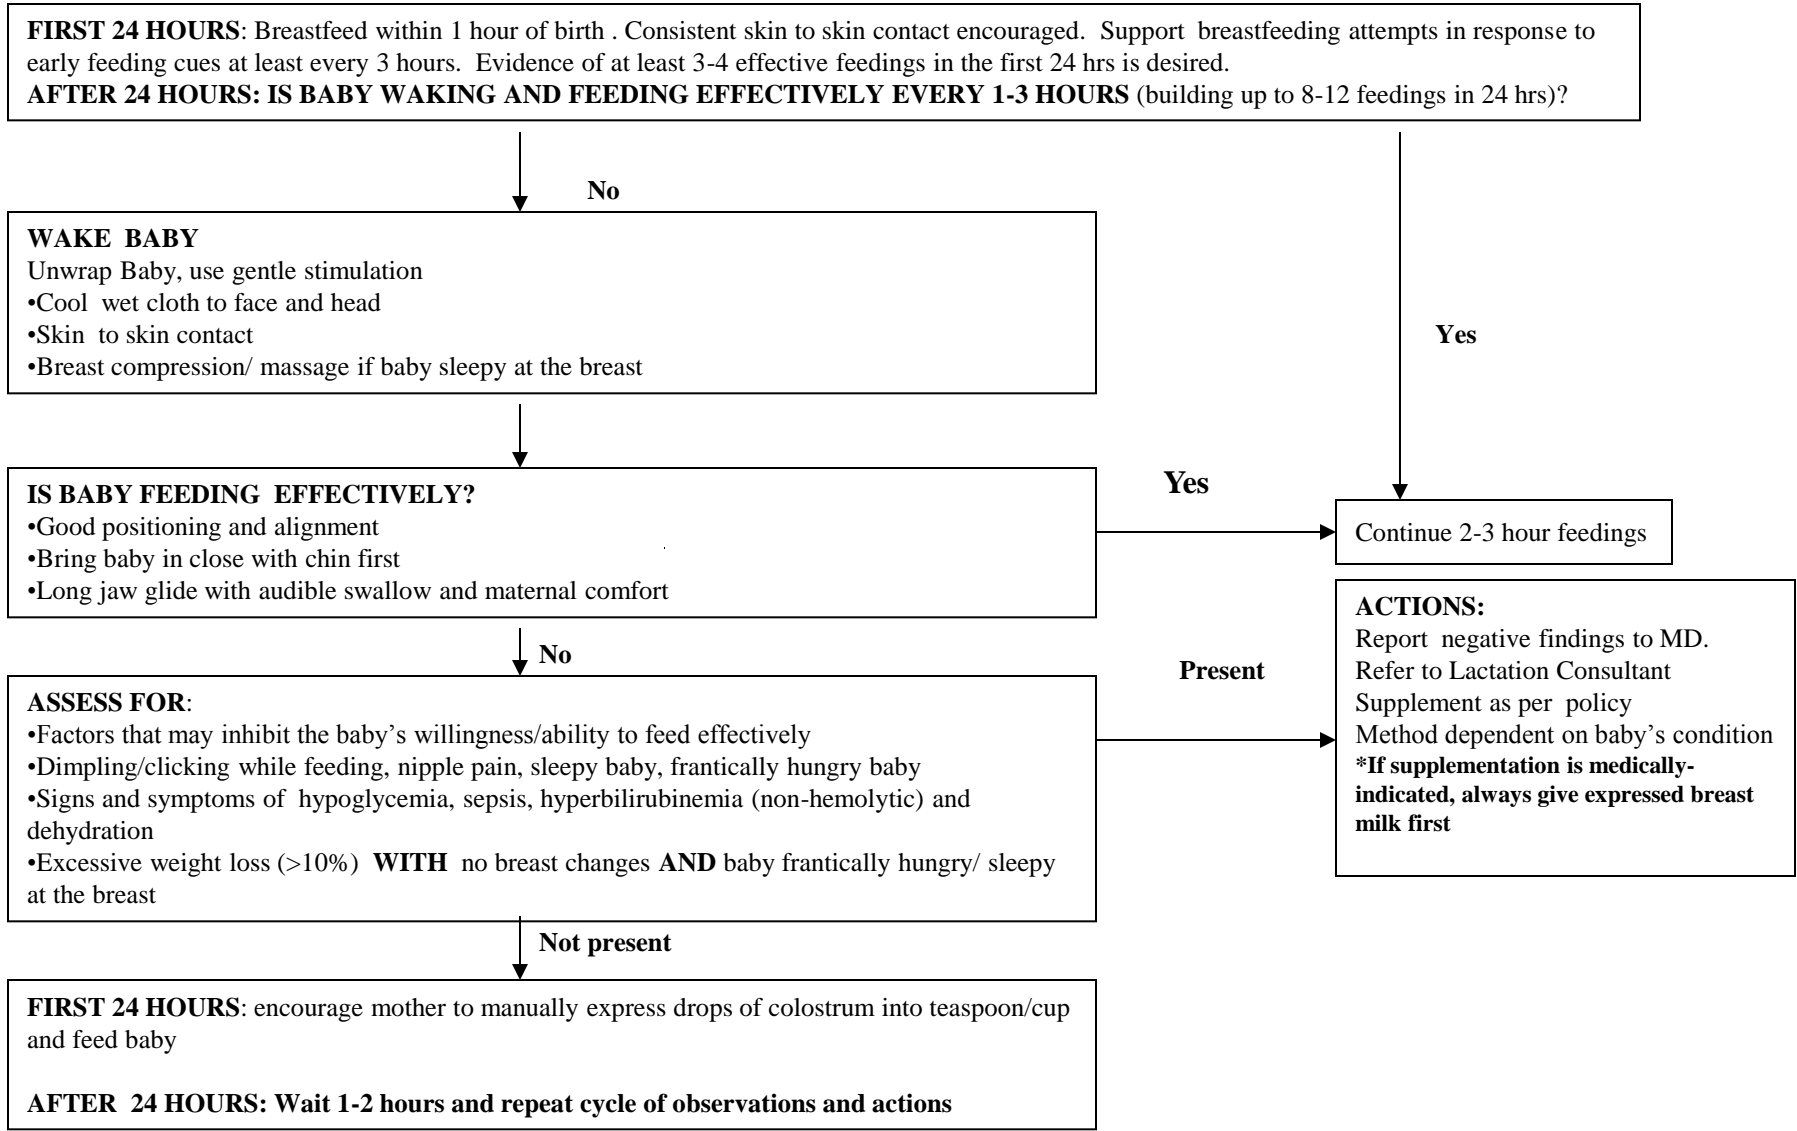 FIRST 24 HOURS: Breastfeed within 1 hour of birth . Consistent skin to skin contact encouraged. Support breastfeeding attempts in response to
early feeding cues at least every 3 hours. Evidence of at least 3-4 effective feedings in the first 24 hrs is desired.
AFTER 24 HOURS: IS BABY WAKING AND FEEDING EFFECTIVELY EVERY 1-3 HOURS (building up to 8-12 feedings in 24 hrs)?
No
WAKE BABY
Unwrap Baby, use gentle stimulation
•Cool wet cloth to face and head
•Skin to skin contact
•Breast compression/ massage if baby sleepy at the breast
Yes
IS BABY FEEDING EFFECTIVELY?
•Good positioning and alignment
•Bring baby in close with chin first
•Long jaw glide with audible swallow and maternal comfort
Yes
Continue 2-3 hour feedings
No
ASSESS FOR:
•Factors that may inhibit the baby’s willingness/ability to feed effectively
•Dimpling/clicking while feeding, nipple pain, sleepy baby, frantically hungry baby
•Signs and symptoms of hypoglycemia, sepsis, hyperbilirubinemia (non-hemolytic) and
dehydration
•Excessive weight loss (>10%) WITH no breast changes AND baby frantically hungry/ sleepy
at the breast
Present
ACTIONS:
Report negative findings to MD.
Refer to Lactation Consultant
Supplement as per policy
Method dependent on baby’s condition
*If supplementation is medically-
indicated, always give expressed breast
milk first
Not present
FIRST 24 HOURS: encourage mother to manually express drops of colostrum into teaspoon/cup
and feed baby
AFTER 24 HOURS: Wait 1-2 hours and repeat cycle of observations and actions